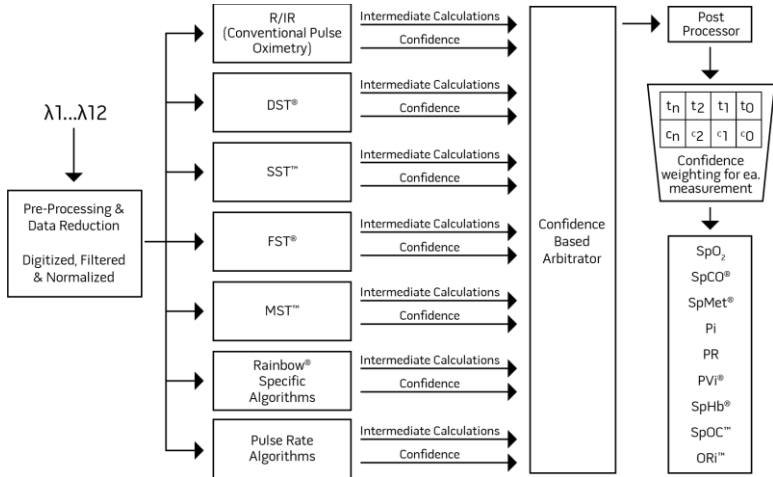 λ1...λ12
Pre-Processing &
Data Reduction
Digitized, Filtered
& Normalized
R/IR
(Conventional Pulse
Oximetry)
Intermediate Calculations
Confidence
DST®
Intermediate Calculations
Confidence
SST™
Intermediate Calculations
Confidence
FST®
Intermediate Calculations
Confidence
MST™
Intermediate Calculations
Confidence
Rainbow®
Specific
Algorithms
Intermediate Calculations
Confidence
Pulse Rate
Algorithms
Intermediate Calculations
Confidence
Confidence
Based
Arbitrator
Post
Processor
tn t2 t1 t0
cn c2 c1 c0
Confidence
weighting for ea.
measurement
SpO₂
SpCO®
SpMet®
Pi
PR
PVi®
SpHb®
SpOC™
ORi™